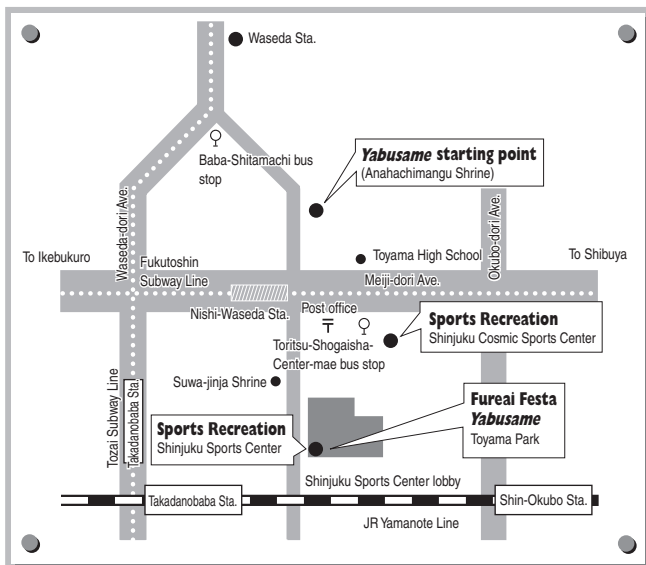 Waseda Sta.
Baba-Shitamachi bus
stop
Yabusame starting point
(Anahachimangu Shrine)
Waseda-dori Ave.
Okubo-dori Ave.
To Ikebukuro
Fukutoshin
Subway Line
Toyama High School
To Shibuya
Meiji-dori Ave.
Nishi-Waseda Sta.
Post office
〒
Toritsu-Shogaisha-
Center-mae bus stop
Sports Recreation
Shinjuku Cosmic Sports Center
Suwa-jinja Shrine
Tozai Subway Line
Takadanobaba Sta.
Sports Recreation
Shinjuku Sports Center
Fureai Festa
Yabusame
Toyama Park
Shinjuku Sports Center lobby
Takadanobaba Sta.
Shin-Okubo Sta.
JR Yamanote Line